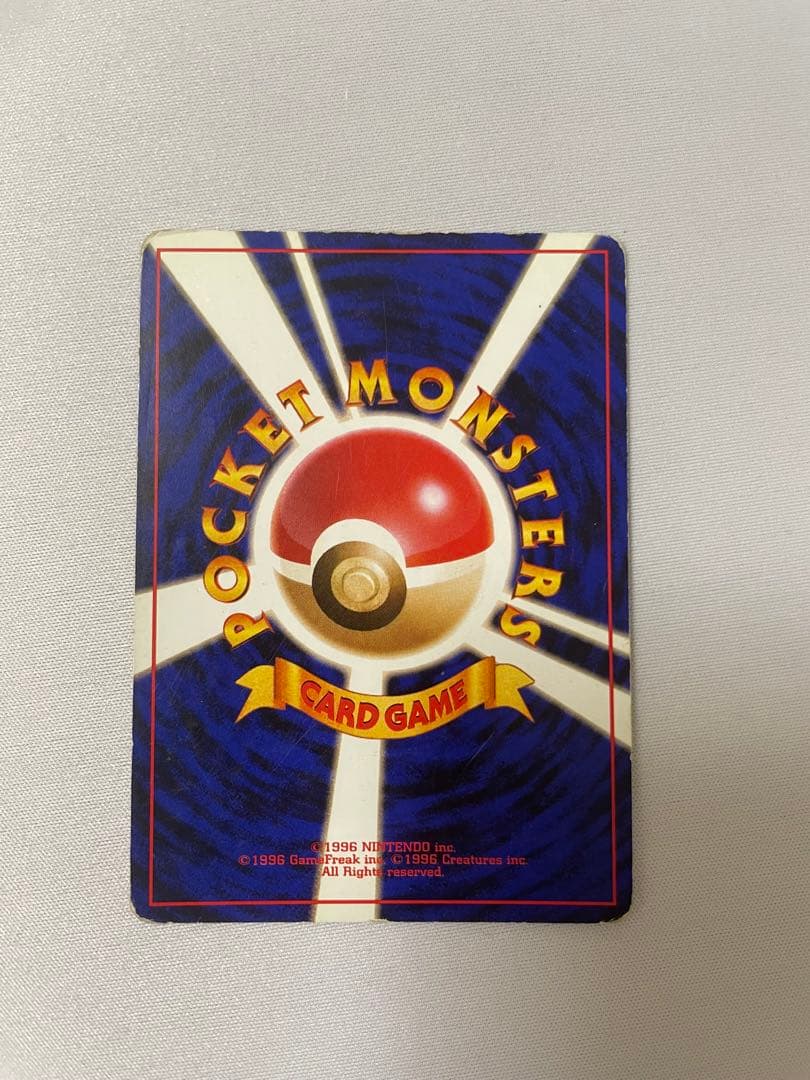 POCKET MONSTERS
CARD GAME
©1996 NINTENDO inc.
©1996 GameFreak inc. ©1996 Creatures inc.
All Rights reserved.